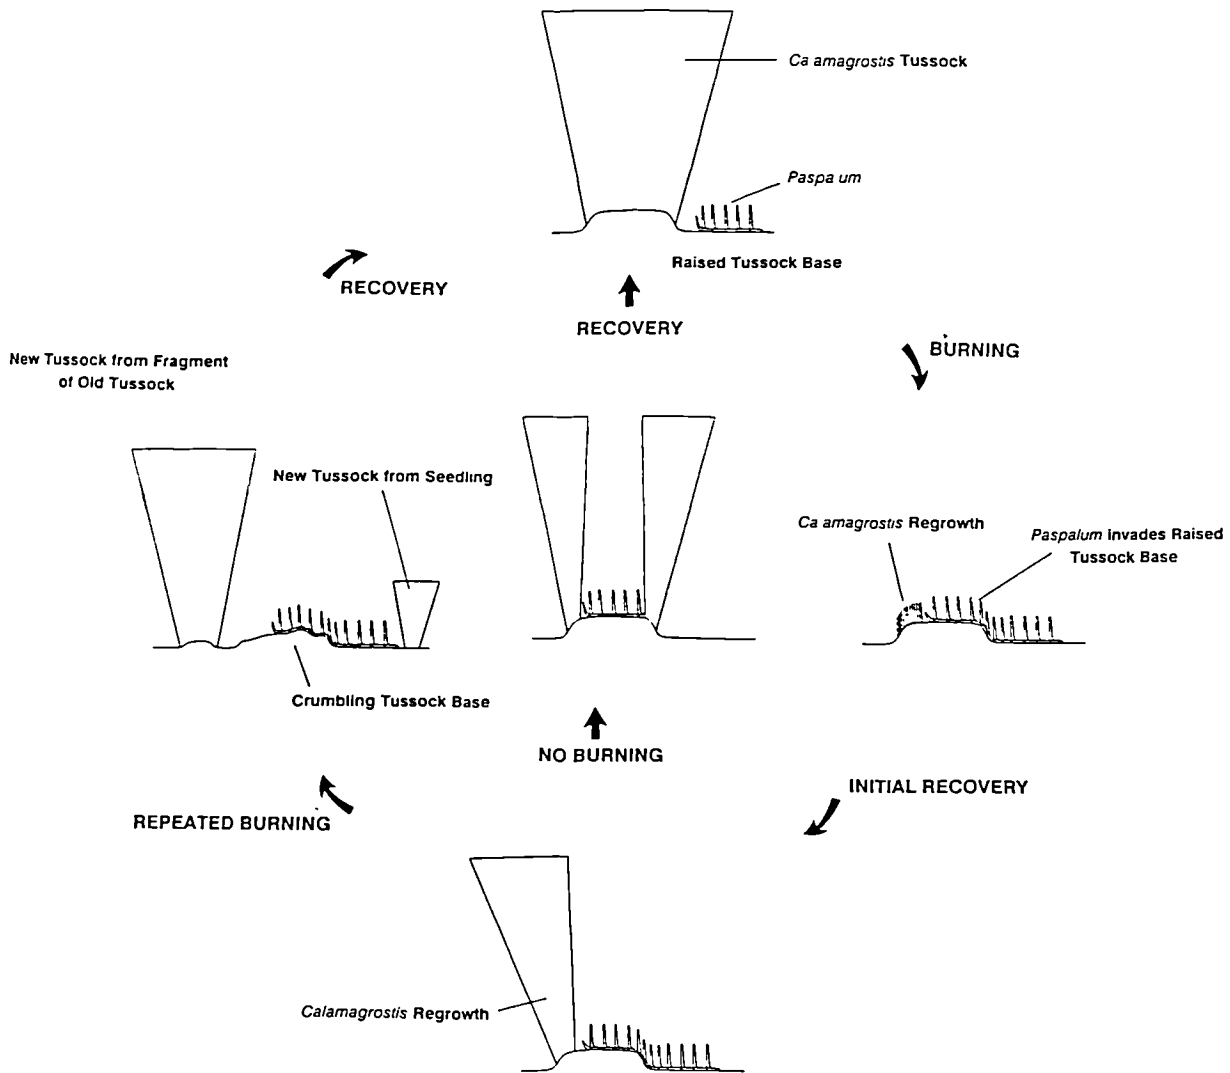 Ca amagrostis Tussock
Paspa um
Raised Tussock Base
RECOVERY
RECOVERY
BURNING
New Tussock from Fragment
of Old Tussock
New Tussock from Seedling
Ca amagrostis Regrowth
Paspalum Invades Raised
Tussock Base
Crumbling Tussock Base
NO BURNING
INITIAL RECOVERY
REPEATED BURNING
Calamagrostis Regrowth